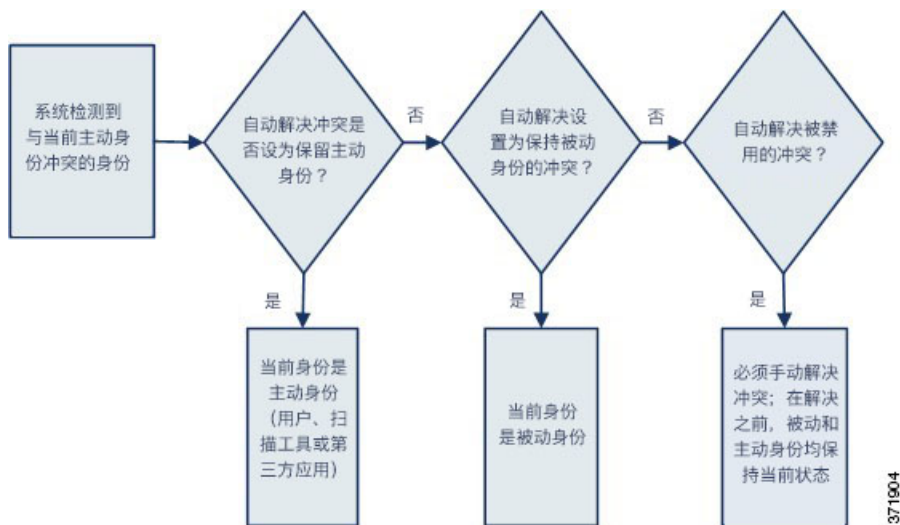 系统检测到
与当前主动身
份冲突的身份
自动解决冲突是
否设为保留主动
身份？
否
自动解决设
置为保持被动
身份的冲突？
否
自动解决被禁
用的冲突？
是
是
是
当前身份是
主动身份
（用户、扫
描工具或第
三方应用）
当前身份
是被动身份
必须手动解决
冲突；在解决
之前，被动和
主动身份均保
持当前状态
371904